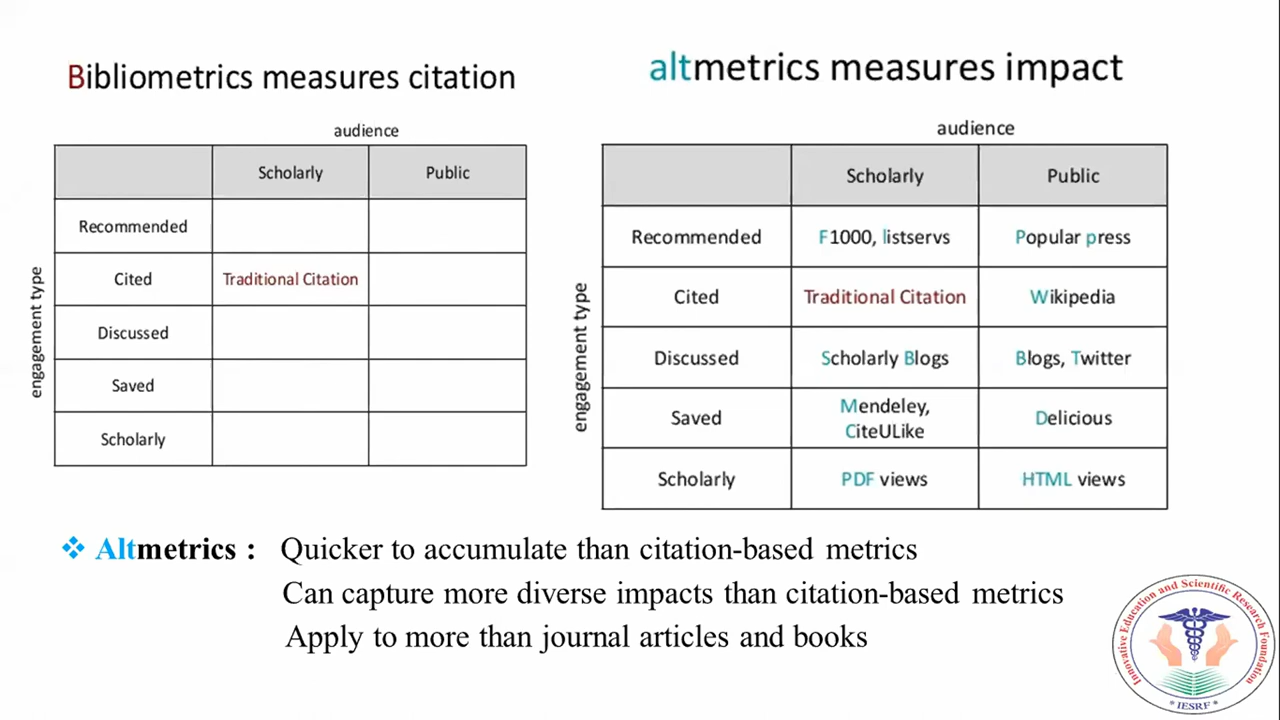 Bibliometrics measures citation
audience
Scholarly Public
Recommended
Cited Traditional Citation
Discussed
Saved
Scholarly
engagement type
altmetrics measures impact
audience
Scholarly Public
Recommended F1000, listservs Popular press
Cited Traditional Citation Wikipedia
Discussed Scholarly Blogs Blogs, Twitter
Saved Mendeley, CiteULike Delicious
Scholarly PDF views HTML views
engagement type
❖ Altmetrics : Quicker to accumulate than citation-based metrics
Can capture more diverse impacts than citation-based metrics
Apply to more than journal articles and books
Innovative Education and Scientific Research Foundation
* IESRF *